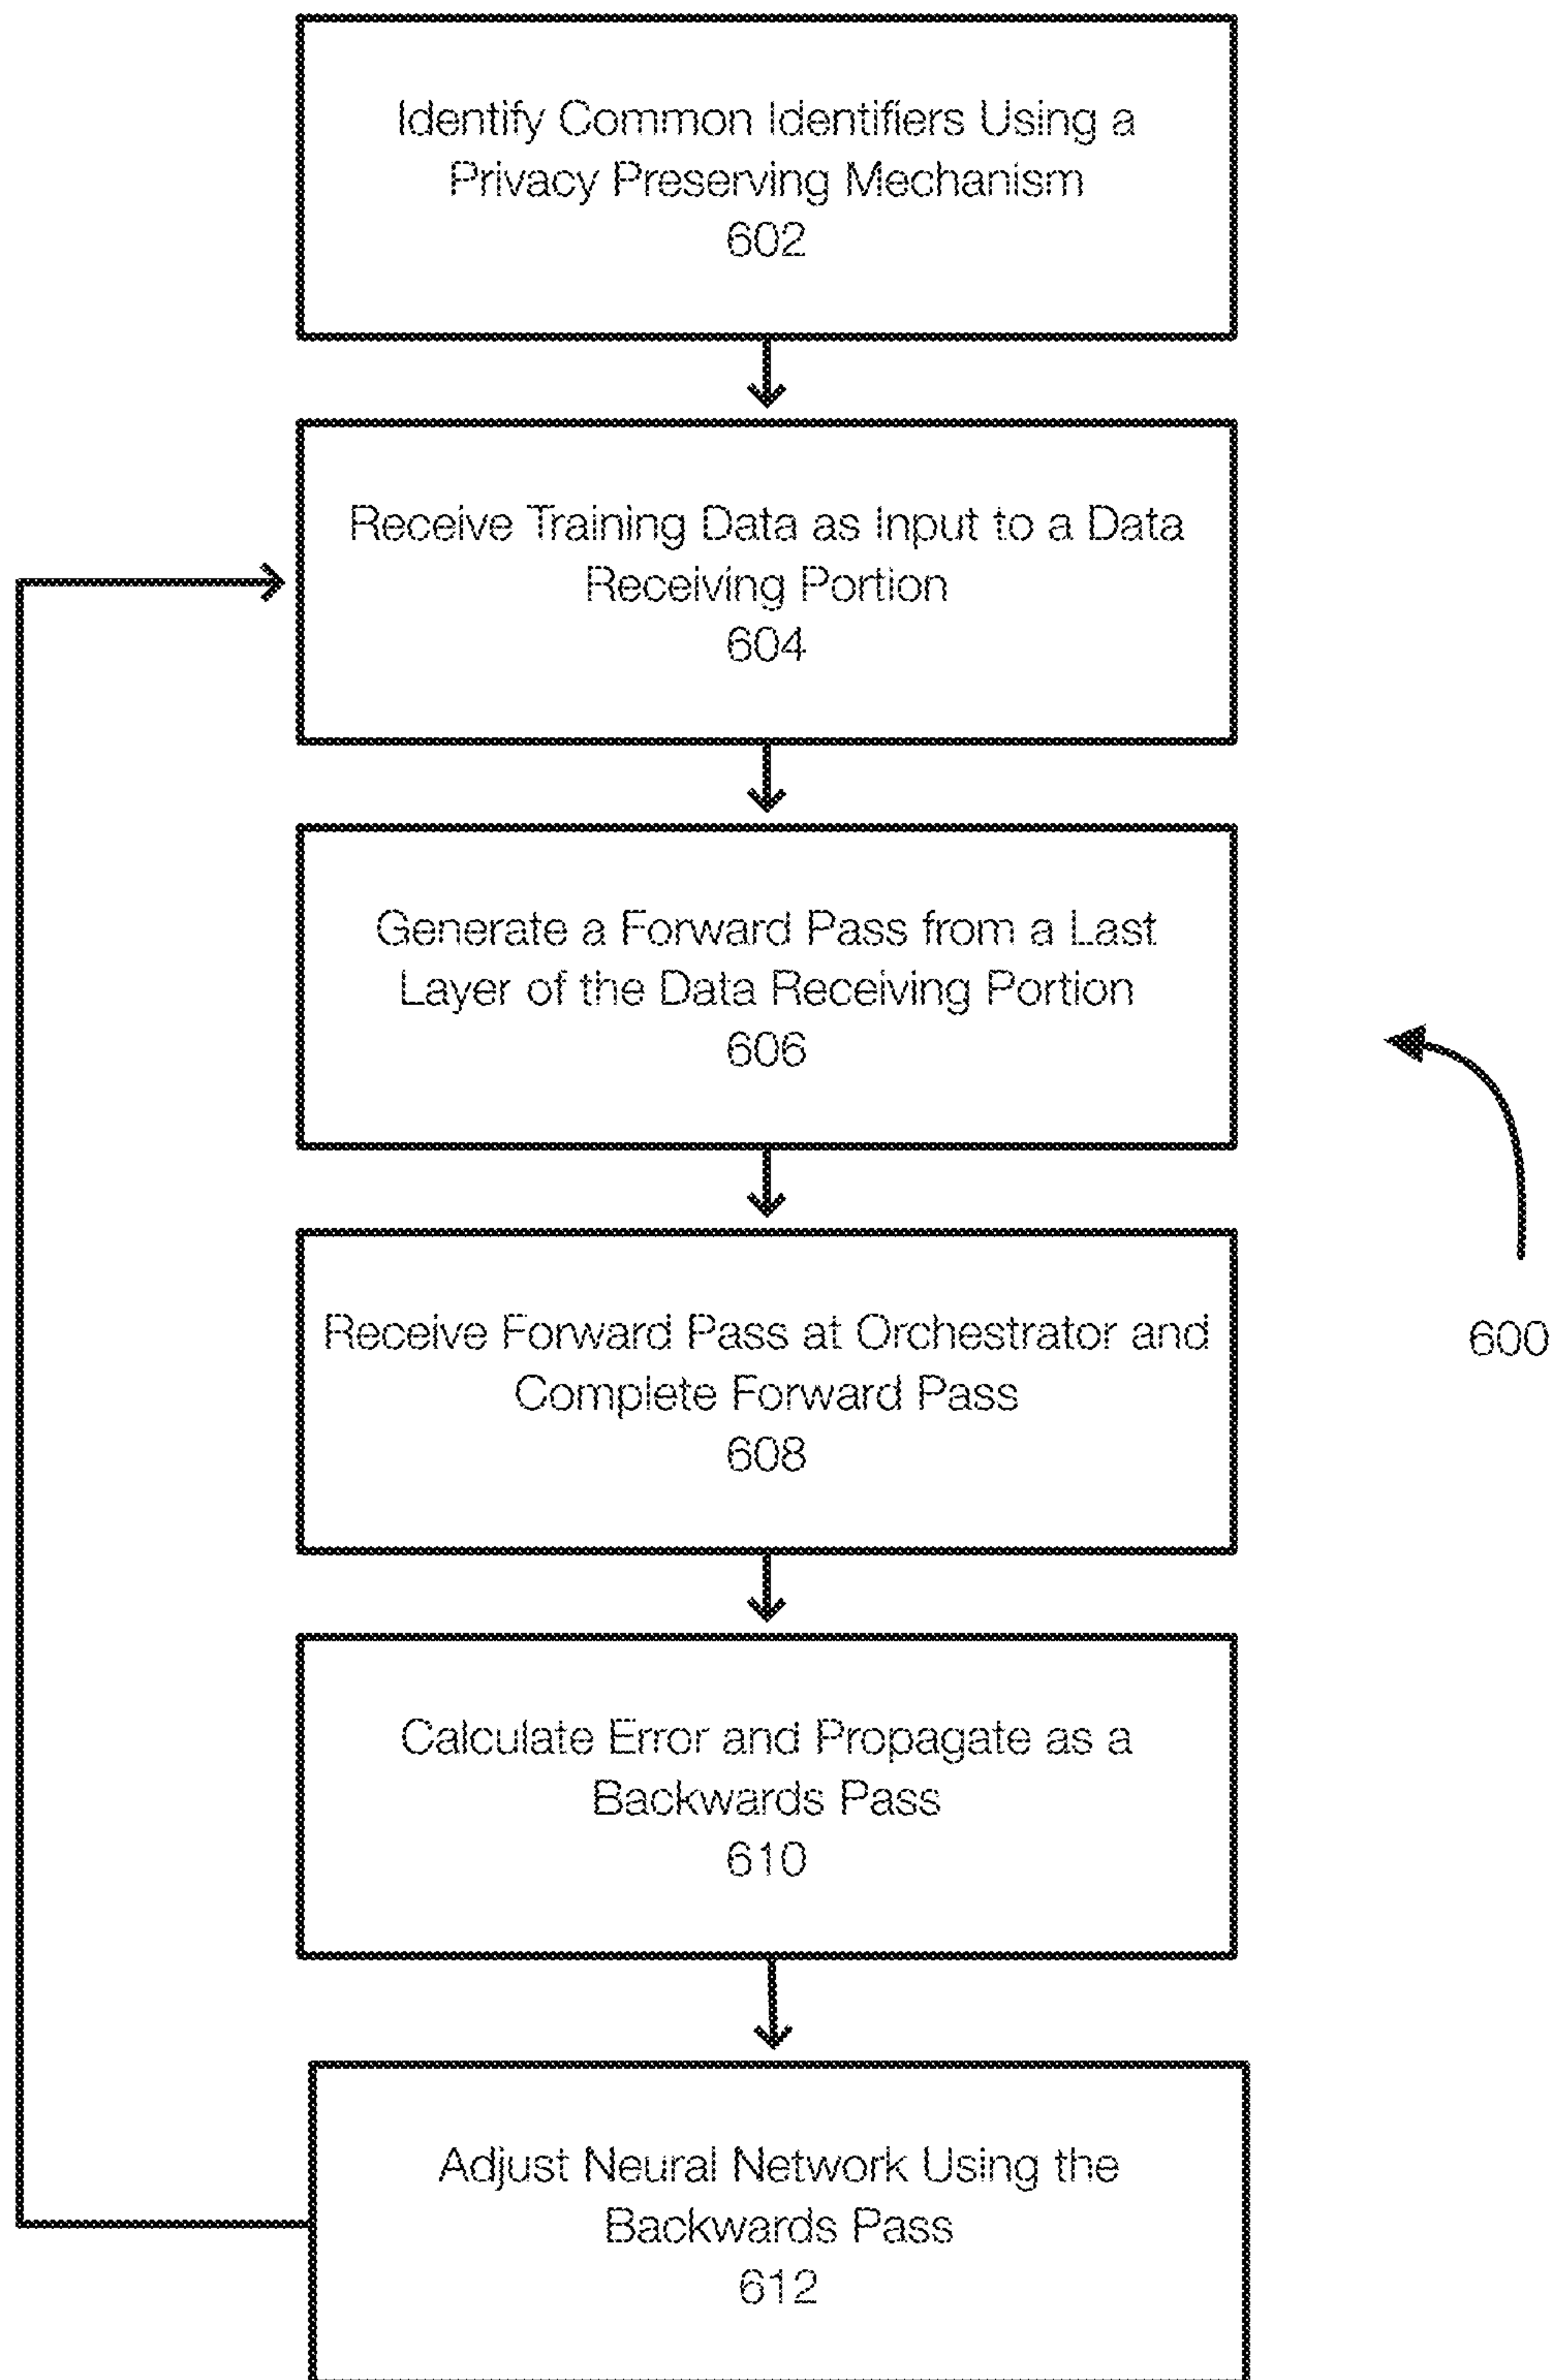 Identify Common Identifiers Using a
Privacy Preserving Mechanism
602
Receive Training Data as Input to a Data
Receiving Portion
604
Generate a Forward Pass from a Last
Layer of the Data Receiving Portion
606
Receive Forward Pass at Orchestrator and
Complete Forward Pass
608
600
Calculate Error and Propagate as a
Backwards Pass
610
Adjust Neural Network Using the
Backwards Pass
612